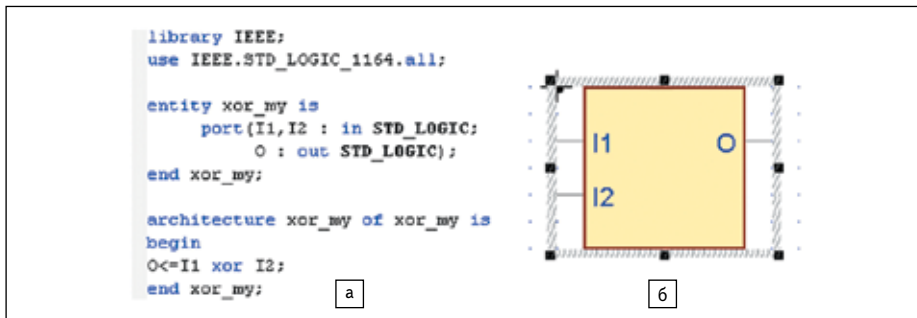 library IEEE;
use IEEE.STD_LOGIC_1164.all;
entity xor_my is
port(I1,I2 : in STD_LOGIC;
O : out STD_LOGIC);
end xor_my;
architecture xor_my of xor_my is
begin
O<=I1 xor I2;
end xor_my;
а
I1 O
I2
б